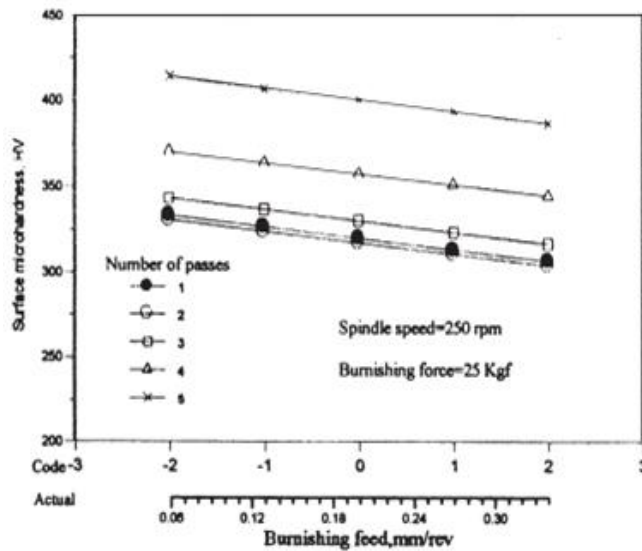 450
400
350
300
250
200
Surface microhardness, HV
Number of passes
1
2
3
4
5
Spindle speed=250 rpm
Burnishing force=25 Kgf
Code -3 -2 -1 0 1 2 3
Actual
0.06 0.12 0.18 0.24 0.30
Burnishing feed,mm/rev